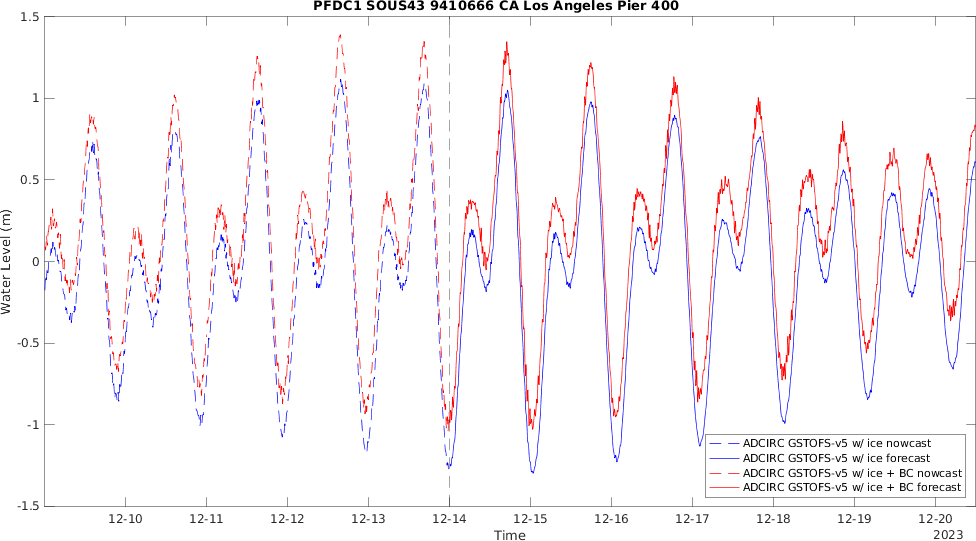 PFDC1 SOUS43 9410666 CA Los Angeles Pier 400
1.5
1
0.5
0
-0.5
-1
-1.5
Water Level (m)
12-10
12-11
12-12
12-13
12-14
12-15
12-16
12-17
12-18
12-19
12-20
Time
2023
ADCIRC GSTOFS-v5 w/ ice nowcast
ADCIRC GSTOFS-v5 w/ ice forecast
ADCIRC GSTOFS-v5 w/ ice + BC nowcast
ADCIRC GSTOFS-v5 w/ ice + BC forecast